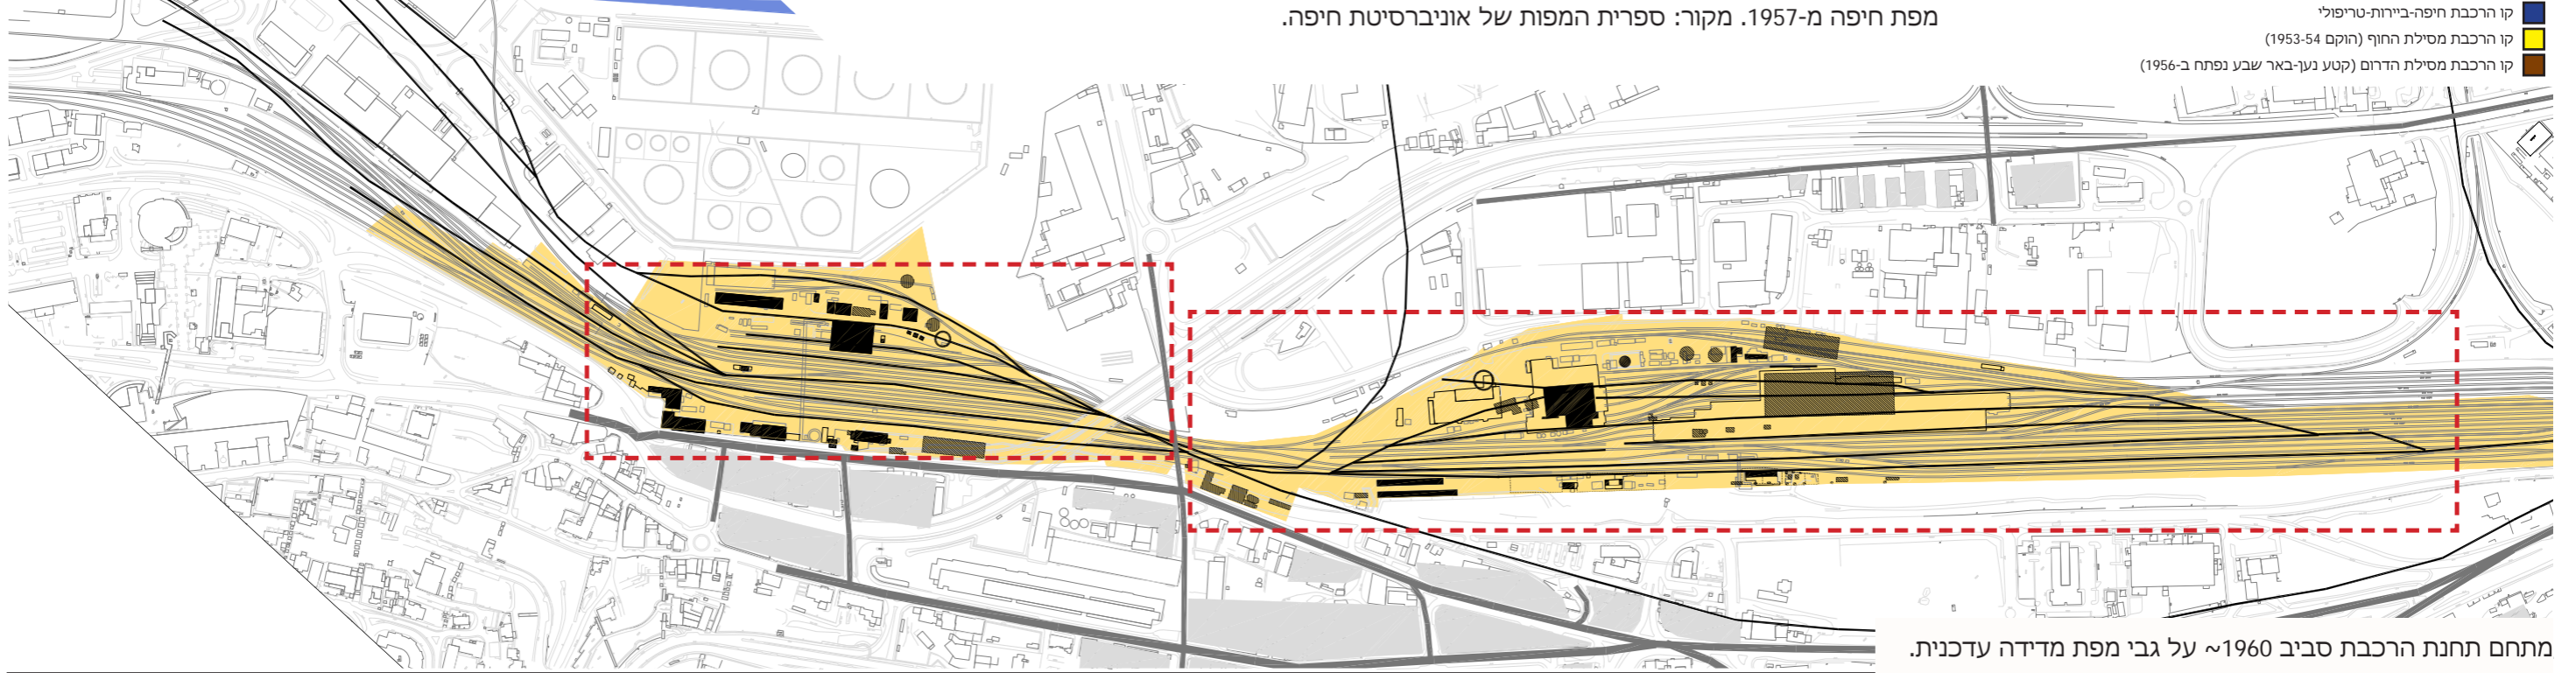 מפת חיפה מ-1957. מקור: ספרית המפות של אוניברסיטת חיפה.
קו הרכבת חיפה-ביירות-טריפולי
קו הרכבת מסילת החוף (הוקם 1953-54)
קו הרכבת מסילת הדרום (קטע נען-באר שבע נפתח ב-1956)
מתחם תחנת הרכבת סביב 1960~ על גבי מפת מדידה עדכנית.